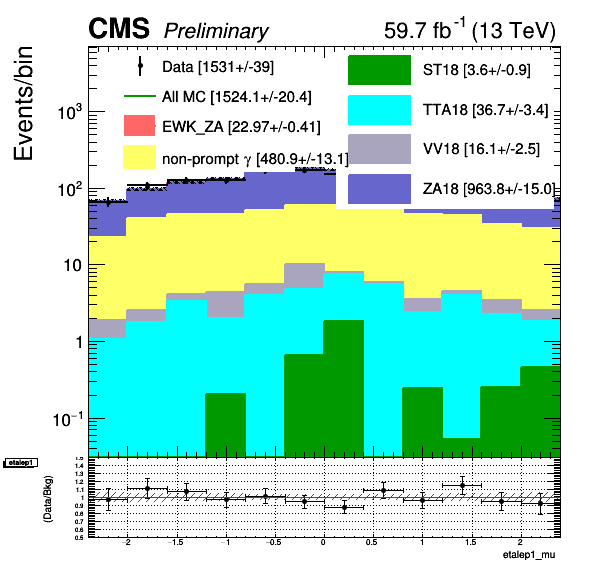 CMS Preliminary 59.7 fb⁻¹ (13 TeV)
Events/bin
Data [1531+/-39]
All MC [1524.1+/-20.4]
EWK_ZA [22.97+/-0.41]
non-prompt γ [480.9+/-13.1]
ST18 [3.6+/-0.9]
TTA18 [36.7+/-3.4]
VV18 [16.1+/-2.5]
ZA18 [963.8+/-15.0]
10³
10²
10
1
10⁻¹
etalep1
(Data/Bkg)
1.5
1.4
1.3
1.2
1.1
1
0.9
0.8
0.7
0.6
0.5
−2 −1.5 −1 −0.5 0 0.5 1 1.5 2
etalep1_mu